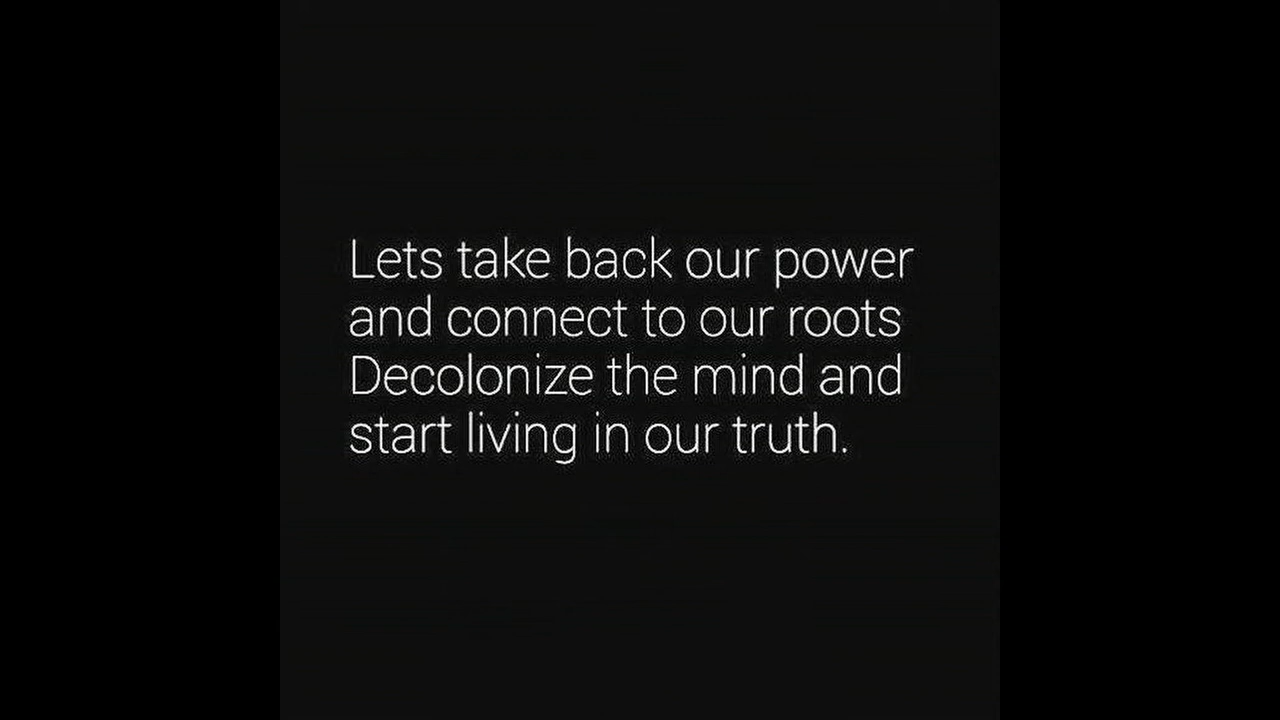 Lets take back our power
and connect to our roots
Decolonize the mind and
start living in our truth.